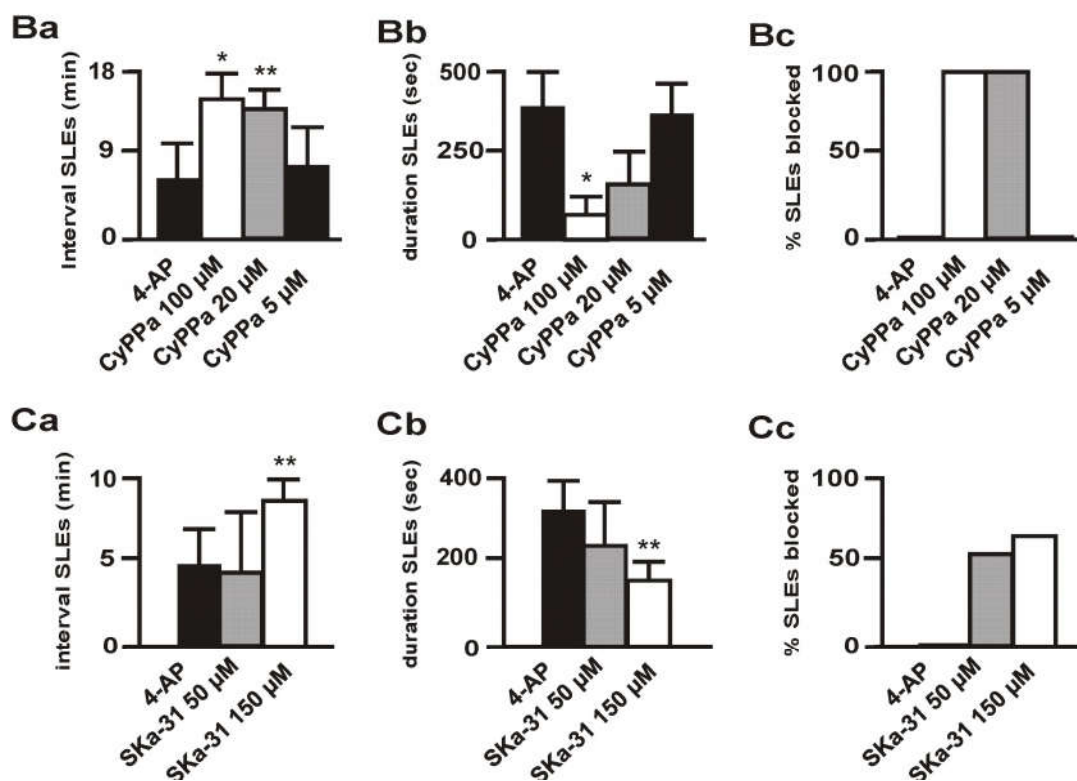 Ba
Interval SLEs (min)
18
9
0
*
**
4-AP
CyPPa 100 µM
CyPPa 20 µM
CyPPa 5 µM
Bb
duration SLEs (sec)
500
250
0
*
4-AP
CyPPa 100 µM
CyPPa 20 µM
CyPPa 5 µM
Bc
% SLEs blocked
100
50
0
4-AP
CyPPa 100 µM
CyPPa 20 µM
CyPPa 5 µM
Ca
interval SLEs (min)
10
5
0
**
4-AP
SKa-31 50 µM
SKa-31 150 µM
Cb
duration SLEs (sec)
400
200
0
**
4-AP
SKa-31 50 µM
SKa-31 150 µM
Cc
% SLEs blocked
100
50
0
4-AP
SKa-31 50 µM
SKa-31 150 µM